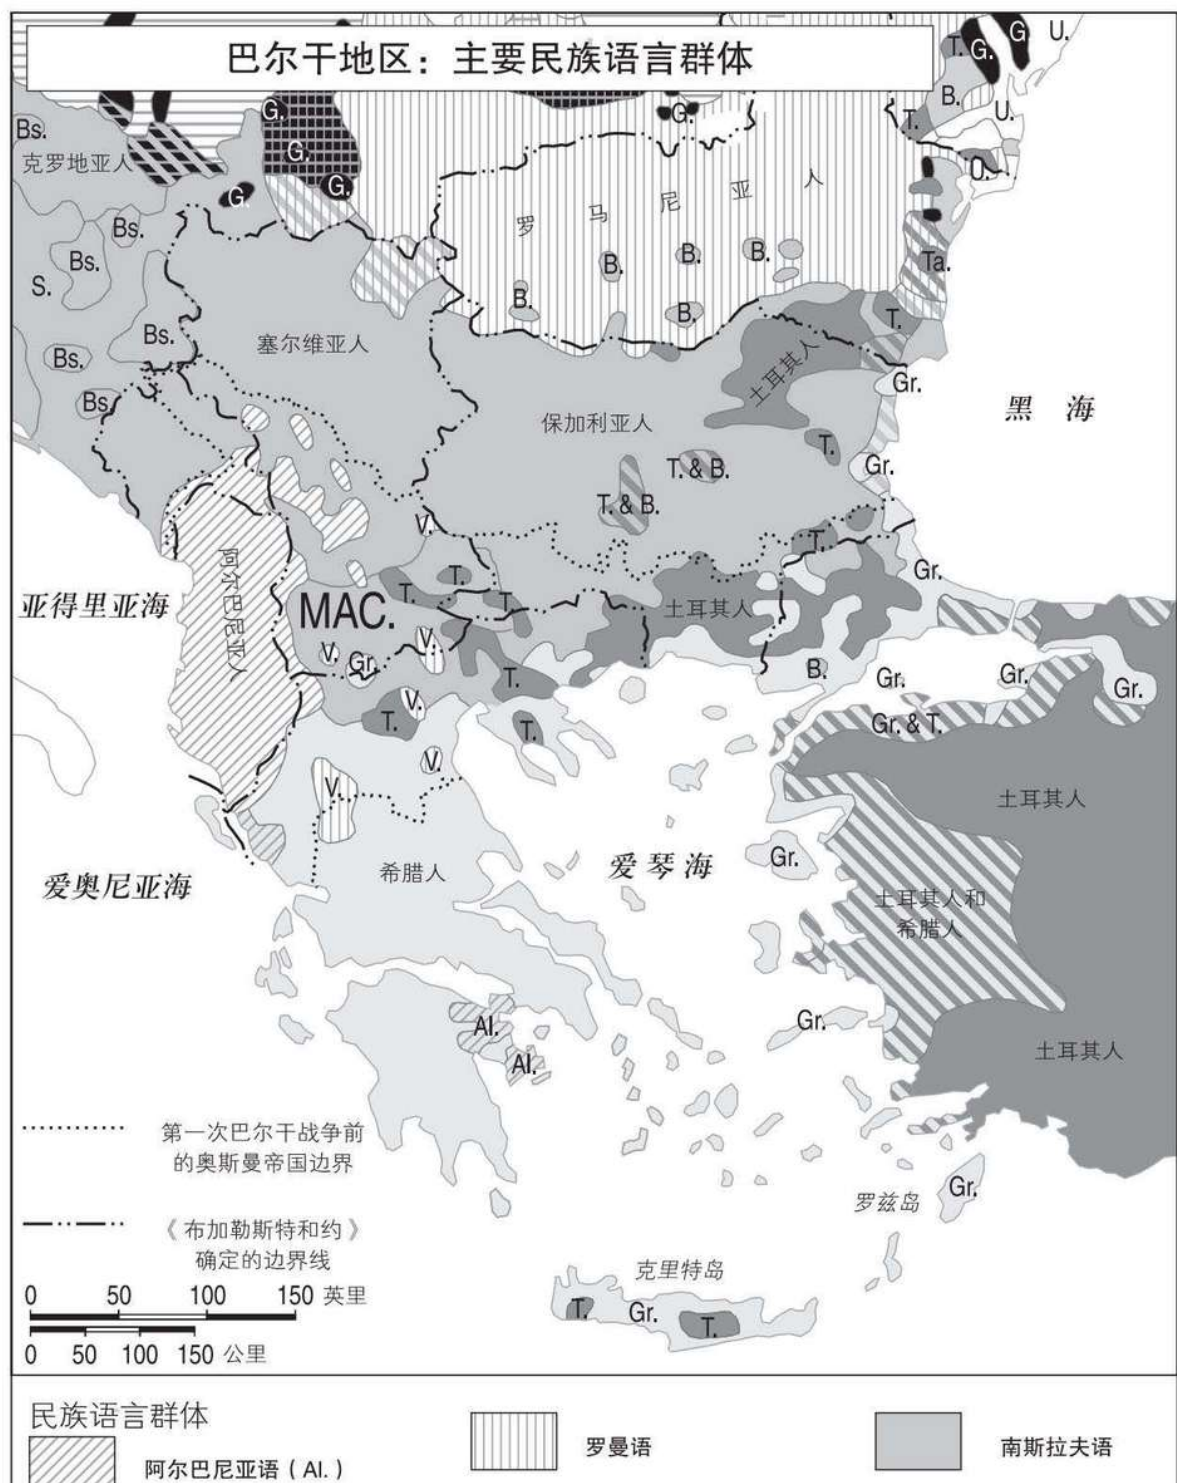 巴尔干地区：主要民族语言群体
T.
G.
G.
U.
Bs.
G.
G.
B.
T.
U.
克罗地亚人
G.
G.
G.
U.
Bs.
罗马尼亚人
Bs.
S.
B.
B.
B.
Ta.
B.
B.
Bs.
塞尔维亚人
土耳其人
T.
Bs.
Gr.
Bs.
保加利亚人
黑 海
T.
T. & B.
Gr.
T. & B.
V.
T.
阿尔巴尼亚人
Gr.
亚得里亚海
T.
T.
T.
MAC.
土耳其人
V.
V.
Gr.
B.
Gr.
Gr.
Gr.
T.
V.
T.
T.
Gr. & T.
V.
V.
土耳其人
爱奥尼亚海
希腊人
爱琴海
Gr.
土耳其人和
希腊人
Al.
Gr.
Al.
土耳其人
第一次巴尔干战争前
的奥斯曼帝国边界
罗兹岛
Gr.
《布加勒斯特和约》
确定的边界线
克里特岛
0 50 100 150 英里
T.
Gr.
T.
0 50 100 150 公里
民族语言群体
阿尔巴尼亚语（Al.）
罗曼语
南斯拉夫语